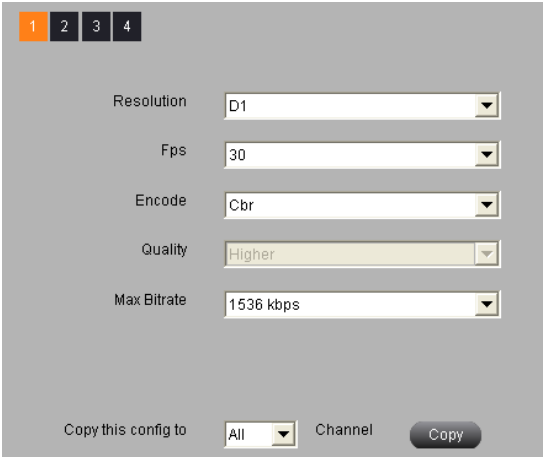 1 2 3 4
Resolution D1
Fps 30
Encode Cbr
Quality Higher
Max Bitrate 1536 kbps
Copy this config to All Channel Copy